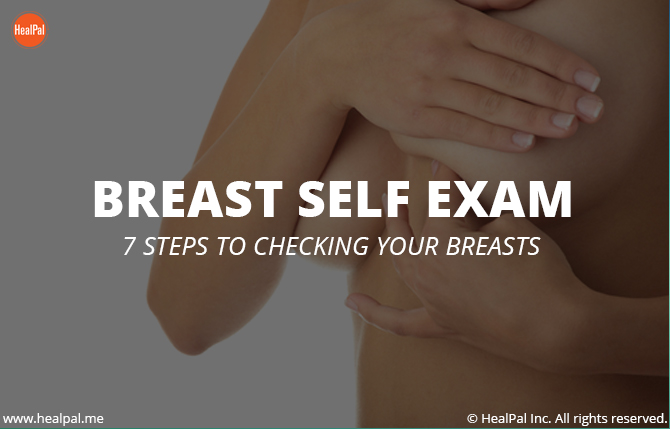 HealPal
BREAST SELF EXAM
7 STEPS TO CHECKING YOUR BREASTS
www.healpal.me
© HealPal Inc. All rights reserved.